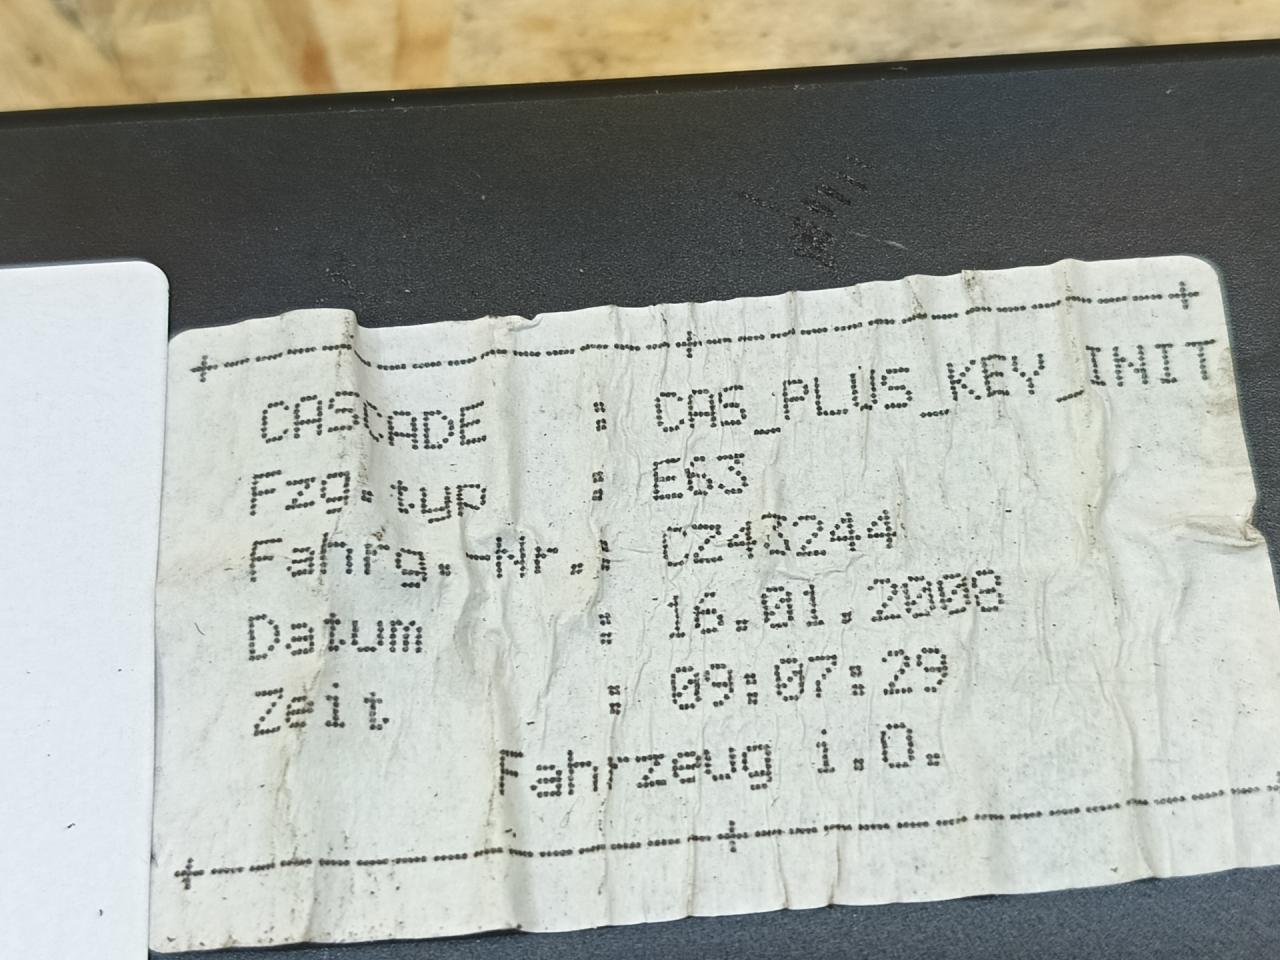 CASCADE : CAS_PLUS_KEY_INIT
Fzg.typ : E63
Fahrg.-Nr. : CZ43244
Datum : 16.01.2008
Zeit : 09:07:29
Fahrzeug i.O.